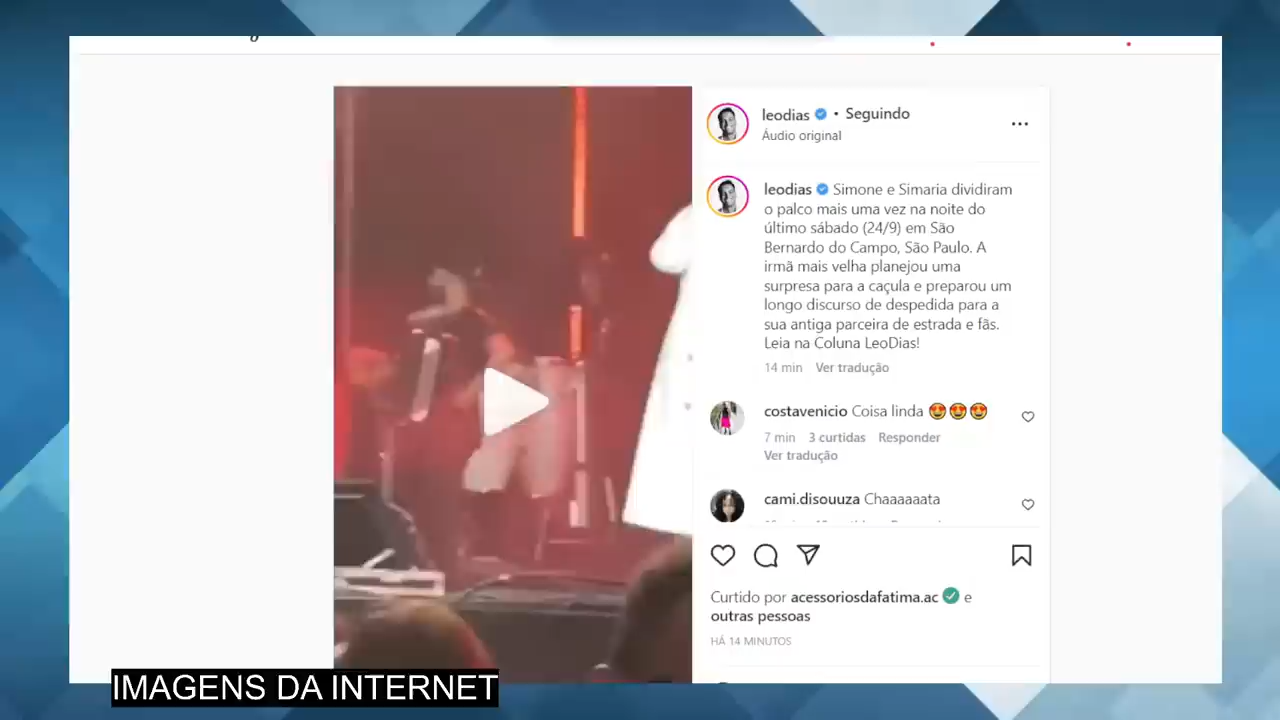 leodias • Seguindo
Áudio original
leodias Simone e Simaria dividiram
o palco mais uma vez na noite do
último sábado (24/9) em São
Bernardo do Campo, São Paulo. A
irmã mais velha planejou uma
surpresa para a caçula e preparou um
longo discurso de despedida para a
sua antiga parceira de estrada e fãs.
Leia na Coluna LeoDias!
14 min Ver tradução
costavenicio Coisa linda 😍😍😍
7 min 3 curtidas Responder
Ver tradução
cami.disouuza Chaaaaaata
Curtido por acessoriosdafatima.ac e
outras pessoas
HÁ 14 MINUTOS
IMAGENS DA INTERNET